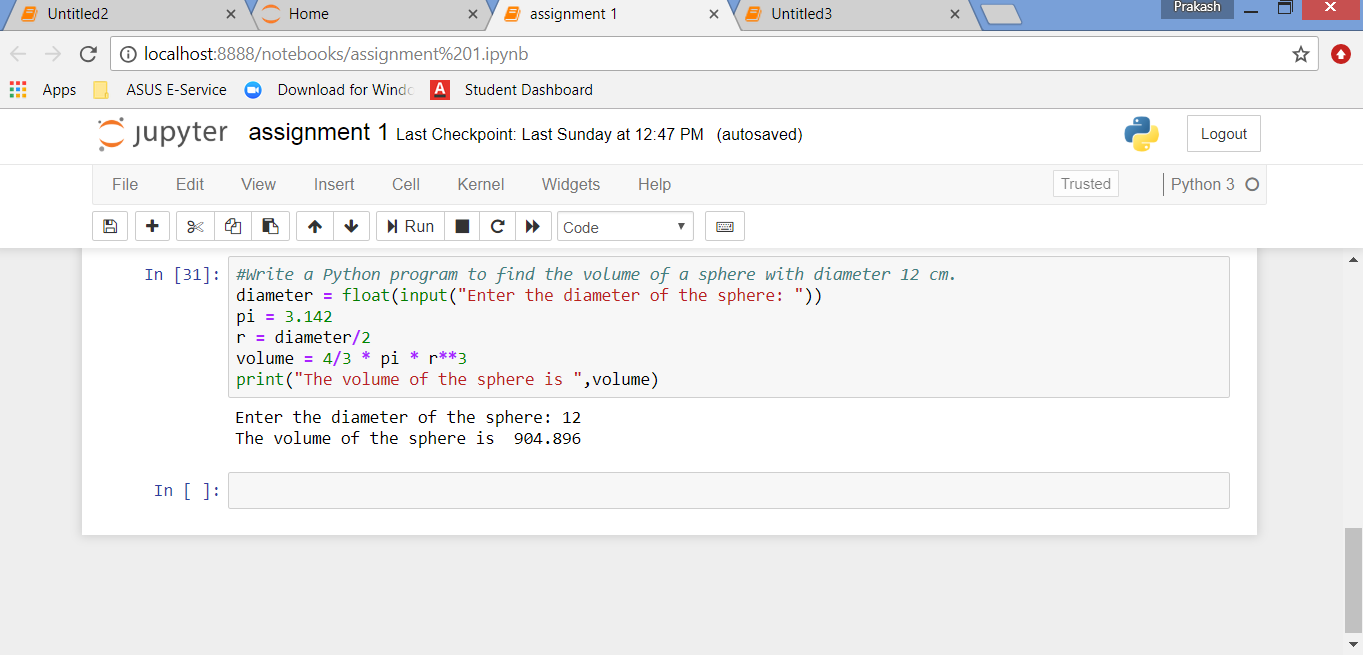 Untitled2 × Home × assignment 1 × Untitled3 × Prakash
localhost:8888/notebooks/assignment%201.ipynb
Apps ASUS E-Service Download for Windo A Student Dashboard
jupyter assignment 1 Last Checkpoint: Last Sunday at 12:47 PM (autosaved) Logout
File Edit View Insert Cell Kernel Widgets Help Trusted Python 3
Run Code
In [31]: #Write a Python program to find the volume of a sphere with diameter 12 cm.
diameter = float(input("Enter the diameter of the sphere: "))
pi = 3.142
r = diameter/2
volume = 4/3 * pi * r**3
print("The volume of the sphere is ",volume)
Enter the diameter of the sphere: 12
The volume of the sphere is  904.896
In [ ]: